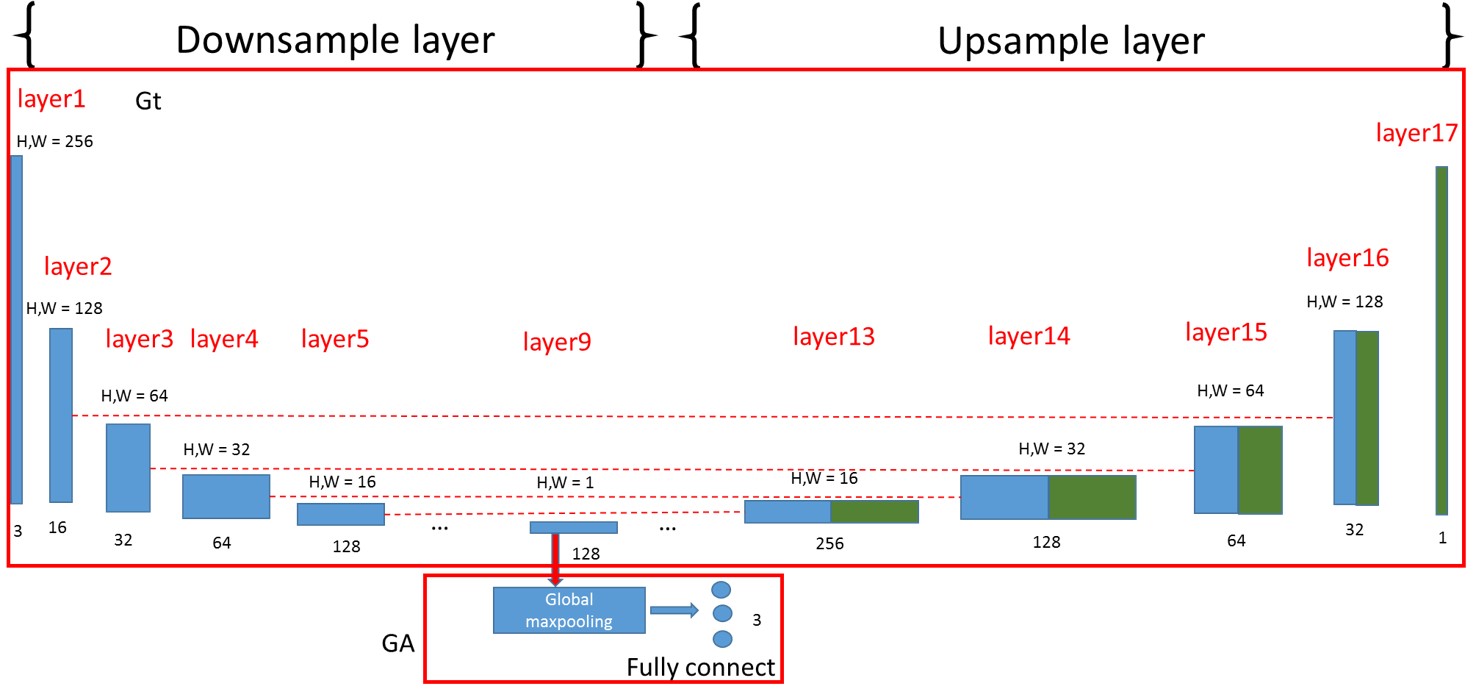 { Downsample layer }
{ Upsample layer }
layer1
Gt
H,W = 256
layer17
layer2
H,W = 128
layer16
H,W = 128
layer3
layer4
layer5
layer9
layer13
layer14
layer15
H,W = 64
H,W = 32
H,W = 16
H,W = 1
H,W = 16
H,W = 32
H,W = 64
...
...
3
16
32
64
128
128
256
128
64
32
1
Global
maxpooling
3
GA
Fully connect